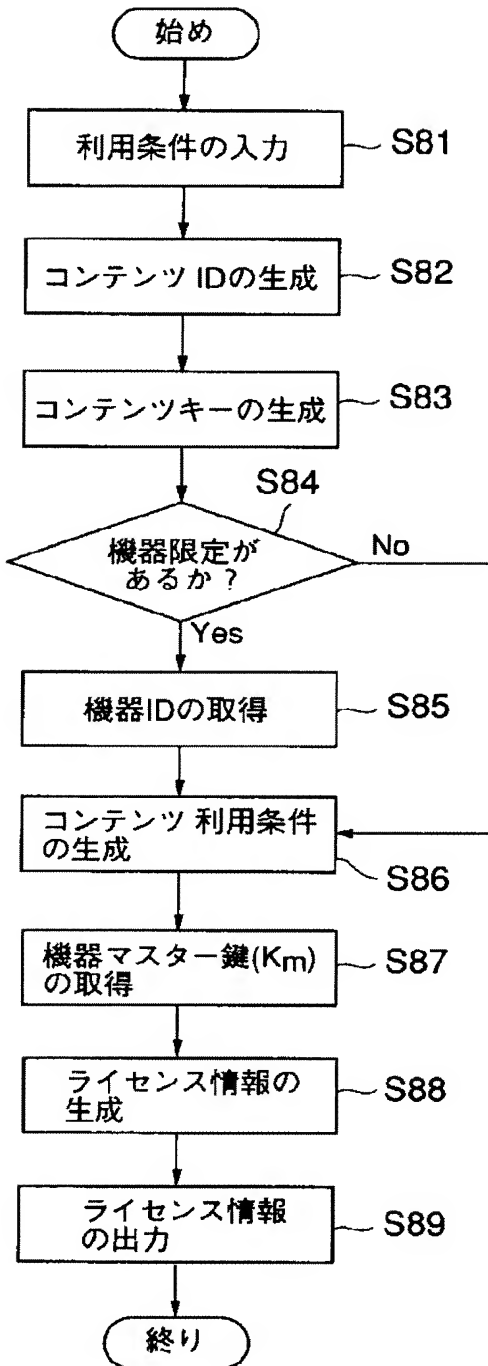 始め
利用条件の入力
S81
コンテンツ IDの生成
S82
コンテンツキーの生成
S83
S84
機器限定が
あるか？
No
Yes
機器IDの取得
S85
コンテンツ 利用条件
の生成
S86
機器マスター鍵(Km)
の取得
S87
ライセンス情報の
生成
S88
ライセンス情報
の出力
S89
終り